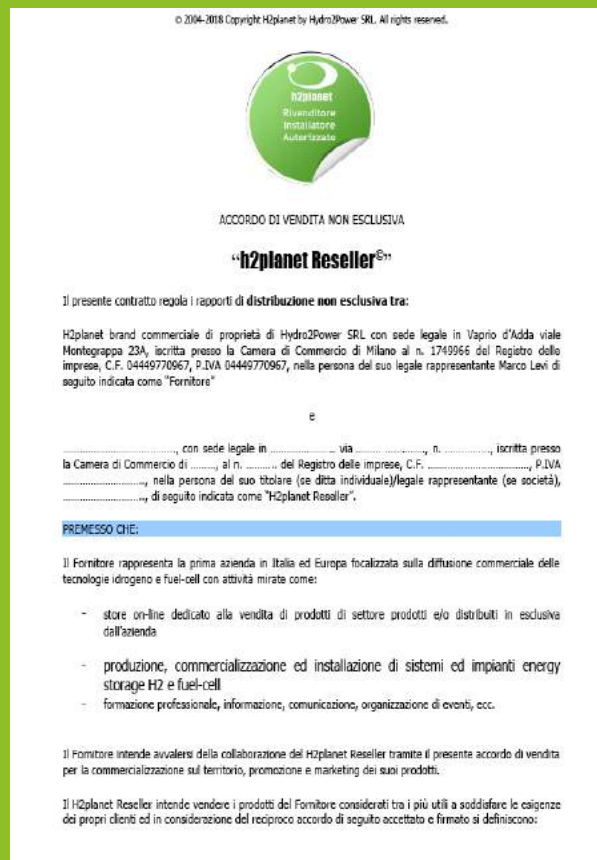 © 2004-2018 Copyright H2planet by Hydro2Power SRL. All rights reserved.
h2planet
Rivenditore
Installatore
Autorizzato
ACCORDO DI VENDITA NON ESCLUSIVA
“h2planet Reseller©”
Il presente contratto regola i rapporti di distribuzione non esclusiva tra:
H2planet brand commerciale di proprietà di Hydro2Power SRL con sede legale in Vaprio d'Adda viale
Montegrappa 23A, iscritta presso la Camera di Commercio di Milano al n. 1749966 del Registro delle
imprese, C.F. 04449770967, P.IVA 04449770967, nella persona del suo legale rappresentante Marco Levi di
seguito indicata come "Fornitore"
e
............................, con sede legale in ................ via ................, n. .............., iscritta presso
la Camera di Commercio di ........, al n. .......... del Registro delle imprese, C.F. ........................, P.IVA
...................., nella persona del suo titolare (se ditta individuale)/legale rappresentante (se società),
...................., di seguito indicata come "H2planet Reseller".
PREMESSO CHE:
Il Fornitore rappresenta la prima azienda in Italia ed Europa focalizzata sulla diffusione commerciale delle
tecnologie idrogeno e fuel-cell con attività mirate come:
- store on-line dedicato alla vendita di prodotti di settore prodotti e/o distribuiti in esclusiva
dall'azienda
- produzione, commercializzazione ed installazione di sistemi ed impianti energy
storage H2 e fuel-cell
- formazione professionale, informazione, comunicazione, organizzazione di eventi, ecc.
Il Fornitore intende avvalersi della collaborazione del H2planet Reseller tramite il presente accordo di vendita
per la commercializzazione sul territorio, promozione e marketing dei suoi prodotti.
Il H2planet Reseller intende vendere i prodotti del Fornitore considerati tra i più utili a soddisfare le esigenze
dei propri clienti ed in considerazione del reciproco accordo di seguito accettato e firmato si definiscono: